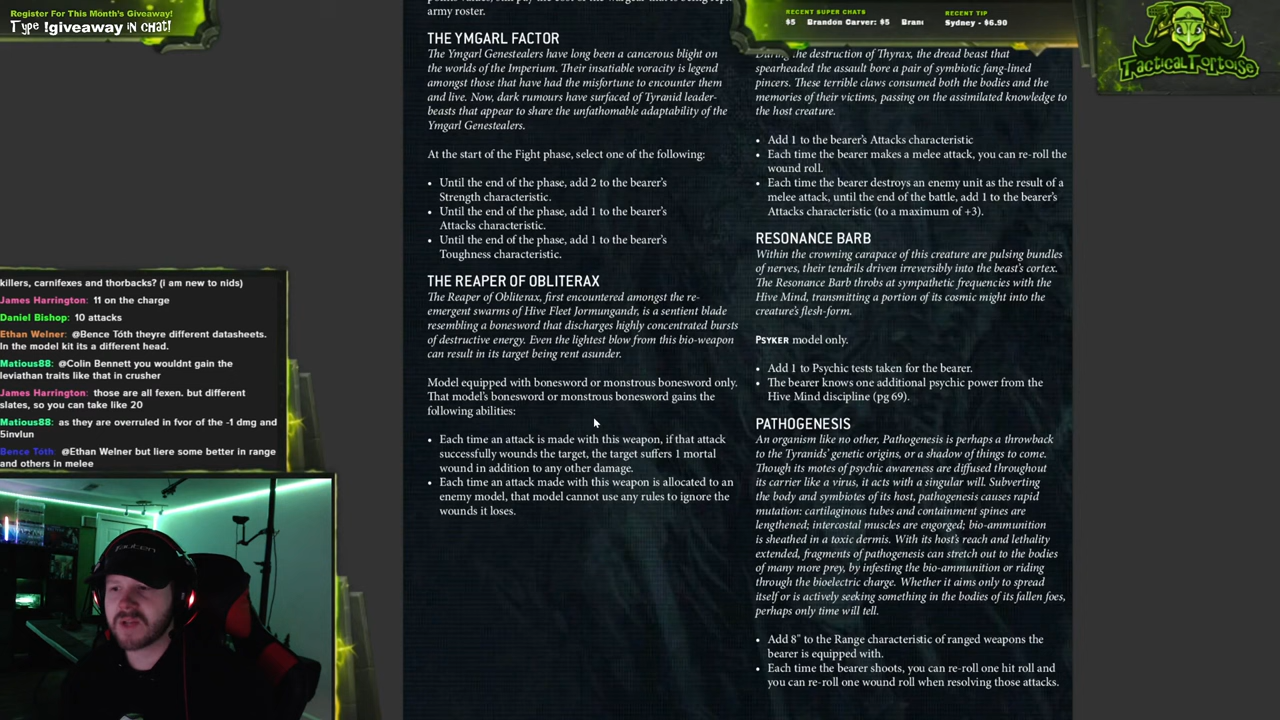 Register For This Month's Giveaway!
Type !giveaway in chat!
RECENT SUPER CHATS
$5 Brandon Carver: $5
RECENT TIP
Sydney - $6.90
TacticalTortoise
army roster.
THE YMGARL FACTOR
The Ymgarl Genestealers have long been a cancerous blight on
the worlds of the Imperium. Their insatiable voracity is legend
amongst those that have had the misfortune to encounter them
and live. Now, dark rumours have surfaced of Tyranid leader-
beasts that appear to share the unfathomable adaptability of the
Ymgarl Genestealers.
At the start of the Fight phase, select one of the following:
• Until the end of the phase, add 2 to the bearer's
Strength characteristic.
• Until the end of the phase, add 1 to the bearer's
Attacks characteristic.
• Until the end of the phase, add 1 to the bearer's
Toughness characteristic.
THE REAPER OF OBLITERAX
The Reaper of Obliterax, first encountered amongst the re-
emergent swarms of Hive Fleet Jormungandr, is a sentient blade
resembling a bonesword that discharges highly concentrated bursts
of destructive energy. Even the lightest blow from this bio-weapon
can result in its target being rent asunder.
Model equipped with bonesword or monstrous bonesword only.
That model's bonesword or monstrous bonesword gains the
following abilities:
• Each time an attack is made with this weapon, if that attack
successfully wounds the target, the target suffers 1 mortal
wound in addition to any other damage.
• Each time an attack made with this weapon is allocated to an
enemy model, that model cannot use any rules to ignore the
wounds it loses.
the destruction of Thyrax, the dread beast that
spearheaded the assault bore a pair of symbiotic fang-lined
pincers. These terrible claws consumed both the bodies and the
memories of their victims, passing on the assimilated knowledge to
the host creature.
• Add 1 to the bearer's Attacks characteristic
• Each time the bearer makes a melee attack, you can re-roll the
wound roll.
• Each time the bearer destroys an enemy unit as the result of a
melee attack, until the end of the battle, add 1 to the bearer's
Attacks characteristic (to a maximum of +3).
RESONANCE BARB
Within the crowning carapace of this creature are pulsing bundles
of nerves, their tendrils driven irreversibly into the beast's cortex.
The Resonance Barb throbs at sympathetic frequencies with the
Hive Mind, transmitting a portion of its cosmic might into the
creature's flesh-form.
PSYKER model only.
• Add 1 to Psychic tests taken for the bearer.
• The bearer knows one additional psychic power from the
Hive Mind discipline (pg 69).
PATHOGENESIS
An organism like no other, Pathogenesis is perhaps a throwback
to the Tyranids' genetic origins, or a shadow of things to come.
Though its motes of psychic awareness are diffused throughout
its carrier like a virus, it acts with a singular will. Subverting
the body and symbiotes of its host, pathogenesis causes rapid
mutation: cartilaginous tubes and containment spines are
lengthened; intercostal muscles are engorged; bio-ammunition
is sheathed in a toxic dermis. With its host's reach and lethality
extended, fragments of pathogenesis can stretch out to the bodies
of many more prey, by infesting the bio-ammunition or riding
through the bioelectric charge. Whether it aims only to spread
itself or is actively seeking something in the bodies of its fallen foes,
perhaps only time will tell.
• Add 8" to the Range characteristic of ranged weapons the
bearer is equipped with.
• Each time the bearer shoots, you can re-roll one hit roll and
you can re-roll one wound roll when resolving those attacks.
killers, carnifexes and thorbacks? (i am new to nids)
James Harrington: 11 on the charge
Daniel Bishop: 10 attacks
Ethan Welner: @Bence Tóth theyre different datasheets.
In the model kit its a different head.
Matious88: @Colin Bennett you wouldnt gain the
leviathan traits like that in crusher
James Harrington: those are all fexen. but different
slates, so you can take like 20
Matious88: as they are overruled in fvor of the -1 dmg and
5invlun
Bence Tóth: @Ethan Welner but liere some better in range
and others in melee